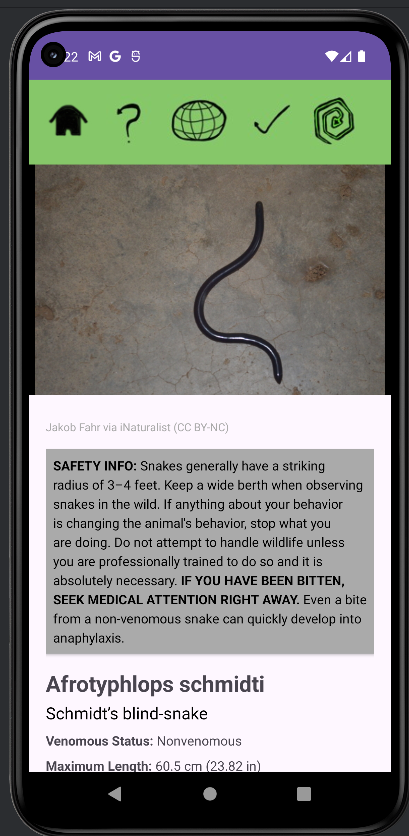 22
Jakob Fahr via iNaturalist (CC BY-NC)
SAFETY INFO: Snakes generally have a striking
radius of 3–4 feet. Keep a wide berth when observing
snakes in the wild. If anything about your behavior
is changing the animal's behavior, stop what you
are doing. Do not attempt to handle wildlife unless
you are professionally trained to do so and it is
absolutely necessary. IF YOU HAVE BEEN BITTEN,
SEEK MEDICAL ATTENTION RIGHT AWAY. Even a bite
from a non-venomous snake can quickly develop into
anaphylaxis.
Afrotyphlops schmidti
Schmidt’s blind-snake
Venomous Status: Nonvenomous
Maximum Length: 60.5 cm (23.82 in)